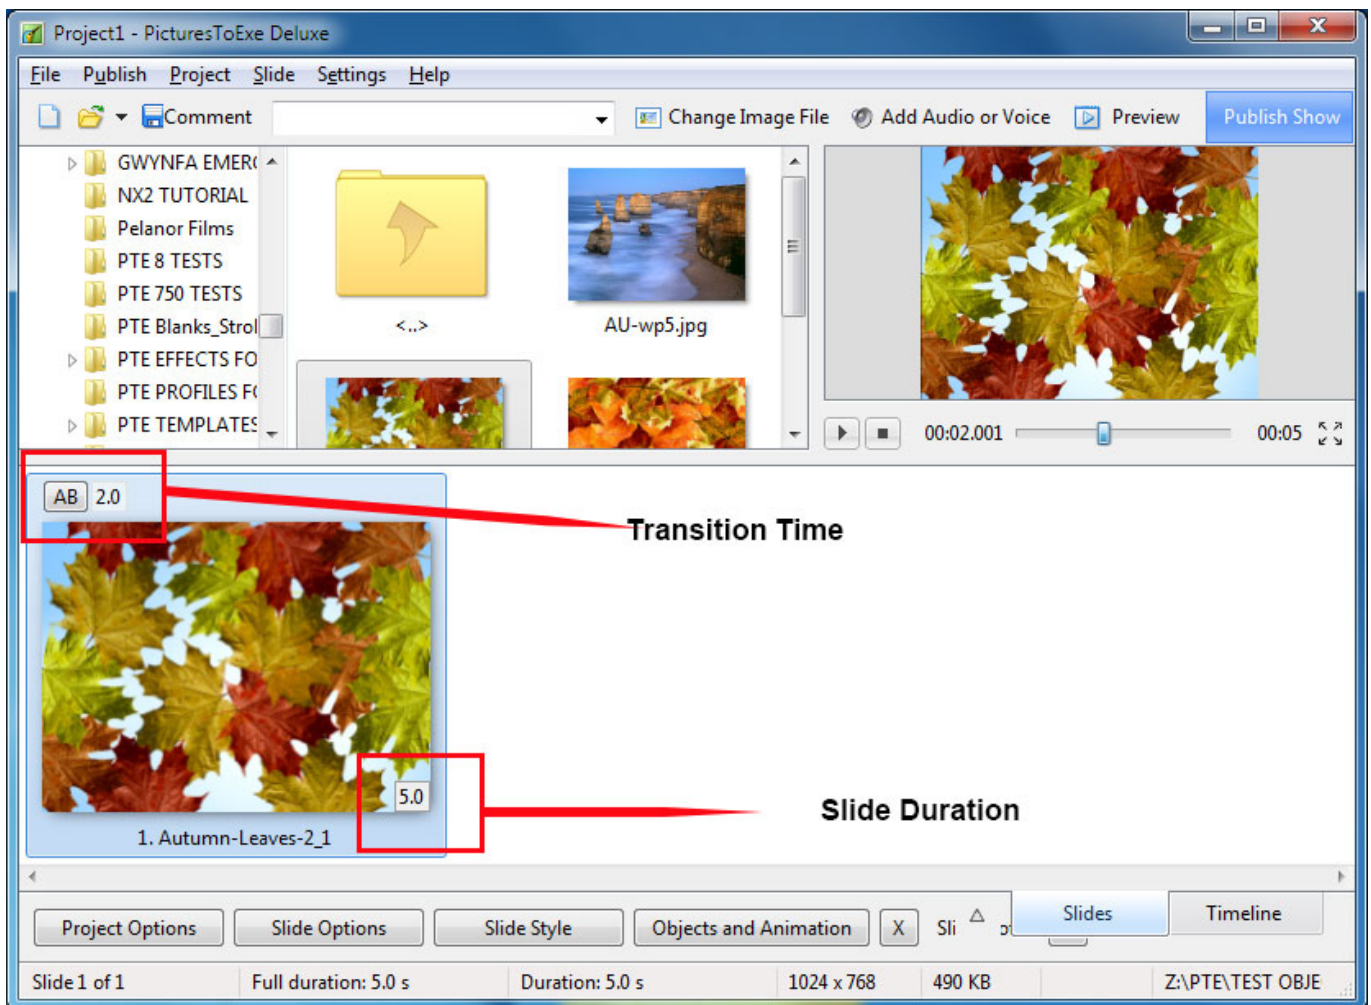 Project1 - PicturesToExe Deluxe
File Publish Project Slide Settings Help
Comment Change Image File Add Audio or Voice Preview Publish Show
GWYNFA EMER
NX2 TUTORIAL
Pelanor Films
PTE 8 TESTS
PTE 750 TESTS
PTE Blanks_Strol
PTE EFFECTS FO
PTE PROFILES F
PTE TEMPLATES
<..>
AU-wp5.jpg
00:02.001 00:05
AB 2.0
Transition Time
5.0
Slide Duration
1. Autumn-Leaves-2_1
Project Options Slide Options Slide Style Objects and Animation X Sli Slides Timeline
Slide 1 of 1 Full duration: 5.0 s Duration: 5.0 s 1024 x 768 490 KB Z:\PTE\TEST OBJE